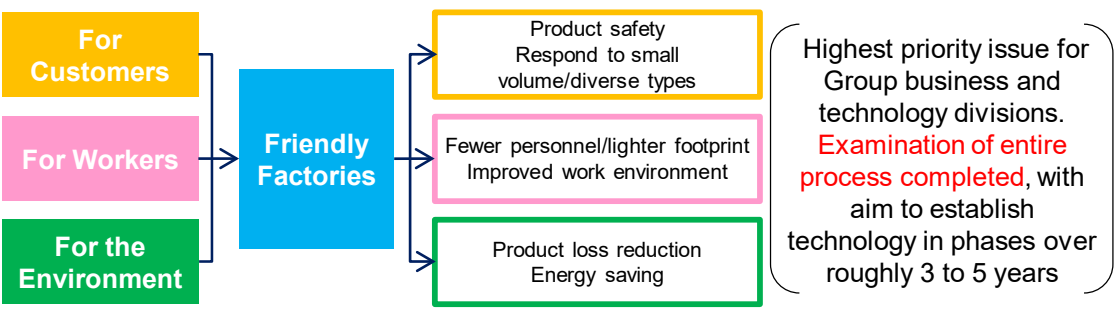 For
Customers
For Workers
For the
Environment
Friendly
Factories
Product safety
Respond to small
volume/diverse types
Fewer personnel/lighter footprint
Improved work environment
Product loss reduction
Energy saving
Highest priority issue for
Group business and
technology divisions.
Examination of entire
process completed, with
aim to establish
technology in phases over
roughly 3 to 5 years